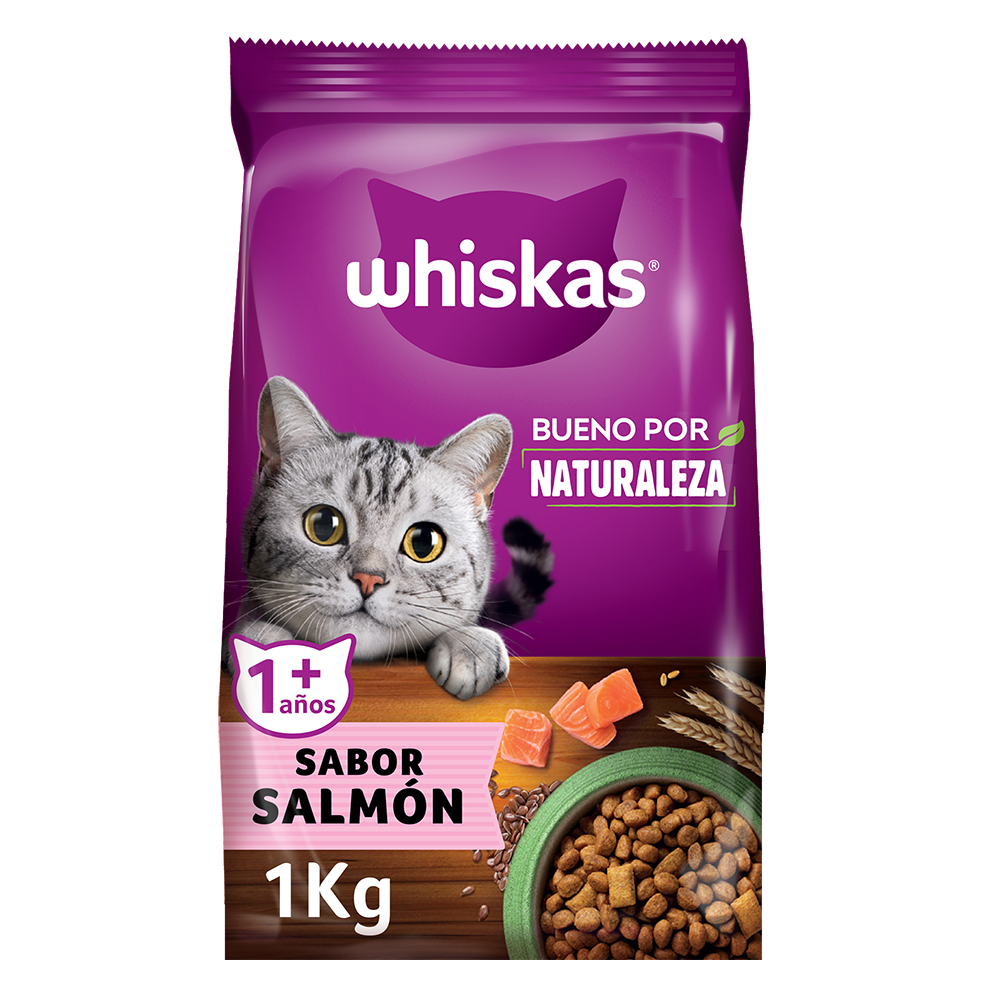 whiskas®
BUENO POR
NATURALEZA
1+
años
SABOR
SALMÓN
1Kg